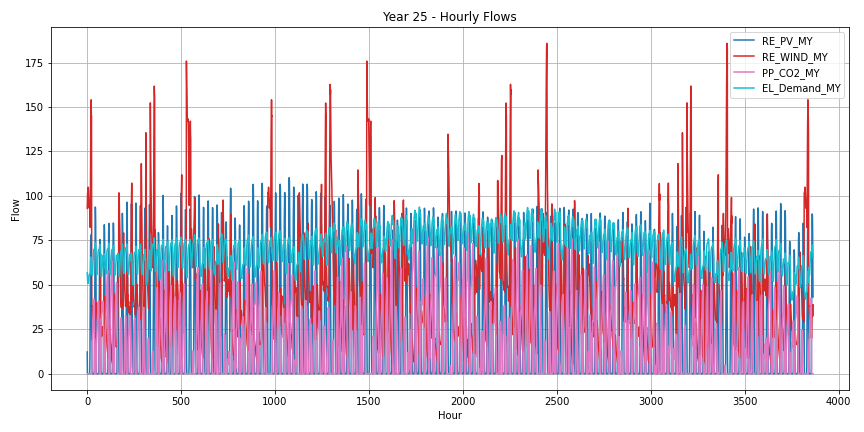 Year 25 - Hourly Flows
RE_PV_MY
RE_WIND_MY
PP_CO2_MY
EL_Demand_MY
175
150
125
100
75
50
25
0
Flow
0 500 1000 1500 2000 2500 3000 3500 4000
Hour